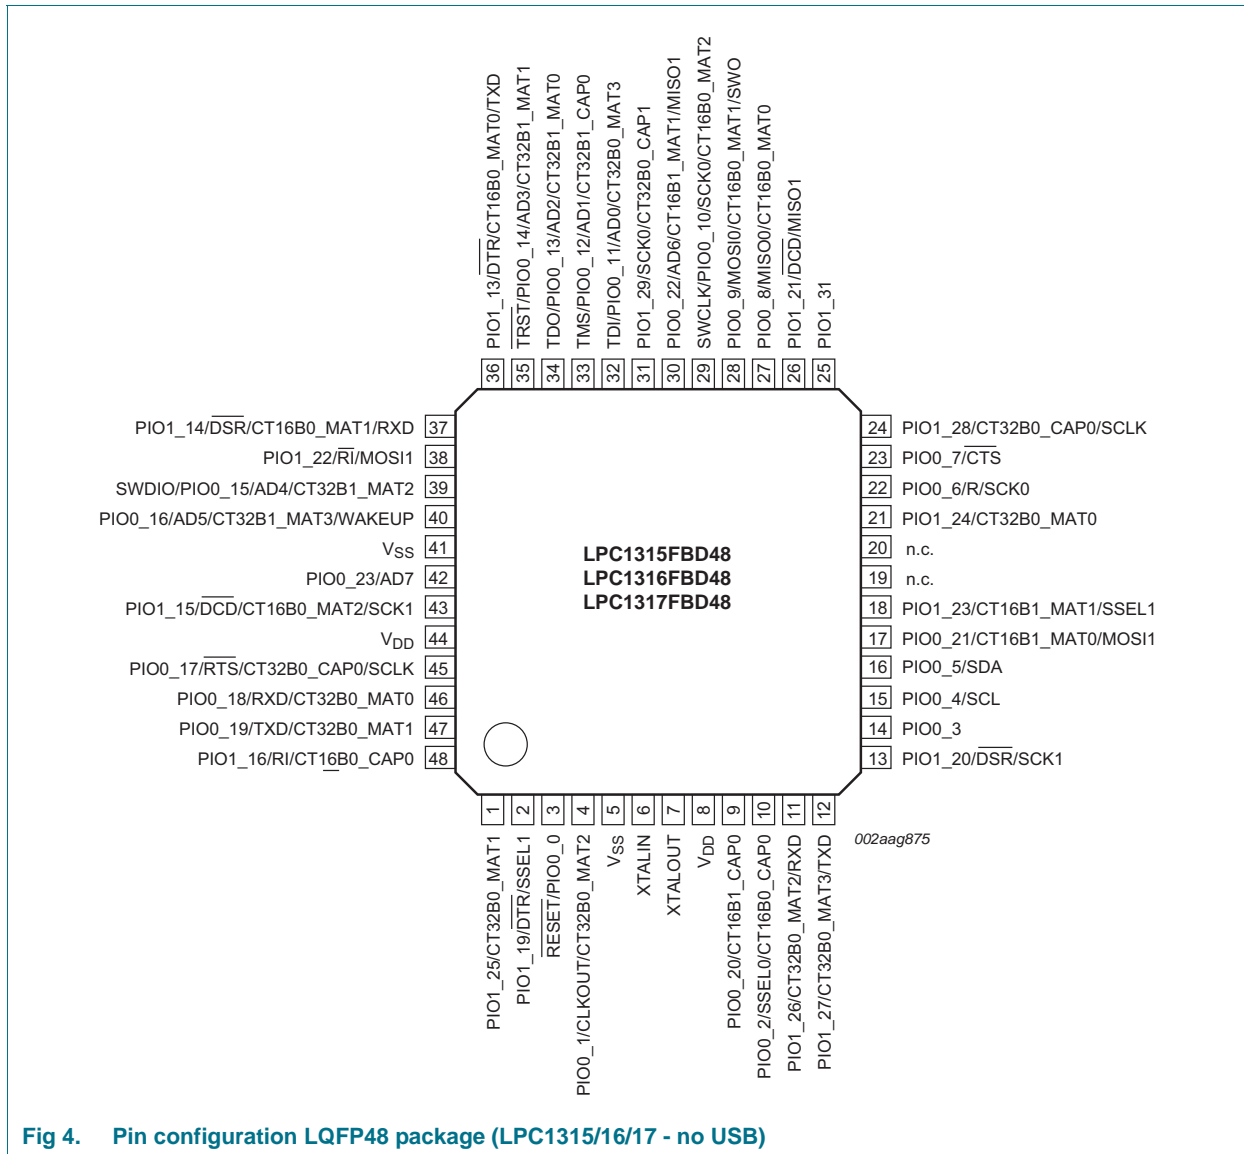 PIO1_13/DTR/CT16B0_MAT0/TXD
TRST/PIO0_14/AD3/CT32B1_MAT1
TDO/PIO0_13/AD2/CT32B1_MAT0
TMS/PIO0_12/AD1/CT32B1_CAP0
TDI/PIO0_11/AD0/CT32B0_MAT3
PIO1_29/SCK0/CT32B0_CAP1
PIO0_22/AD6/CT16B1_MAT1/MISO1
SWCLK/PIO0_10/SCK0/CT16B0_MAT2
PIO0_9/MOSI0/CT16B0_MAT1/SWO
PIO0_8/MISO0/CT16B0_MAT0
PIO1_21/DCD/MISO1
PIO1_31
36 35 34 33 32 31 30 29 28 27 26 25
PIO1_14/DSR/CT16B0_MAT1/RXD 37
PIO1_22/RI/MOSI1 38
SWDIO/PIO0_15/AD4/CT32B1_MAT2 39
PIO0_16/AD5/CT32B1_MAT3/WAKEUP 40
VSS 41
PIO0_23/AD7 42
PIO1_15/DCD/CT16B0_MAT2/SCK1 43
VDD 44
PIO0_17/RTS/CT32B0_CAP0/SCLK 45
PIO0_18/RXD/CT32B0_MAT0 46
PIO0_19/TXD/CT32B0_MAT1 47
PIO1_16/RI/CT16B0_CAP0 48
LPC1315FBD48
LPC1316FBD48
LPC1317FBD48
24 PIO1_28/CT32B0_CAP0/SCLK
23 PIO0_7/CTS
22 PIO0_6/R/SCK0
21 PIO1_24/CT32B0_MAT0
20 n.c.
19 n.c.
18 PIO1_23/CT16B1_MAT1/SSEL1
17 PIO0_21/CT16B1_MAT0/MOSI1
16 PIO0_5/SDA
15 PIO0_4/SCL
14 PIO0_3
13 PIO1_20/DSR/SCK1
1 2 3 4 5 6 7 8 9 10 11 12
PIO1_25/CT32B0_MAT1
PIO1_19/DTR/SSEL1
RESET/PIO0_0
PIO0_1/CLKOUT/CT32B0_MAT2
VSS
XTALIN
XTALOUT
VDD
PIO0_20/CT16B1_CAP0
PIO0_2/SSEL0/CT16B0_CAP0
PIO1_26/CT32B0_MAT2/RXD
PIO1_27/CT32B0_MAT3/TXD
002aag875
Fig 4. Pin configuration LQFP48 package (LPC1315/16/17 - no USB)